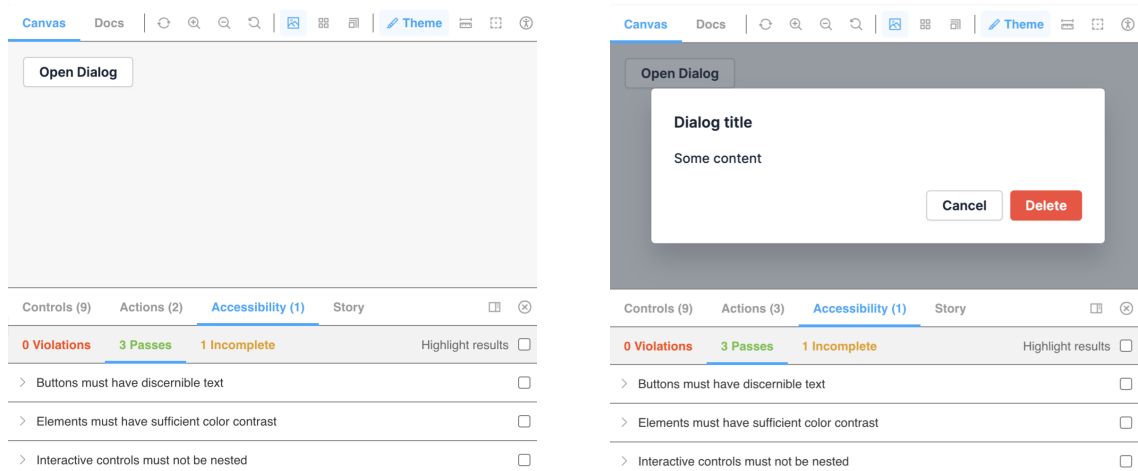 Canvas Docs Theme
Open Dialog
Controls (9) Actions (2) Accessibility (1) Story
0 Violations 3 Passes 1 Incomplete Highlight results
Buttons must have discernible text
Elements must have sufficient color contrast
Interactive controls must not be nested
Canvas Docs Theme
Open Dialog
Dialog title
Some content
Cancel Delete
Controls (9) Actions (3) Accessibility (1) Story
0 Violations 3 Passes 1 Incomplete Highlight results
Buttons must have discernible text
Elements must have sufficient color contrast
Interactive controls must not be nested